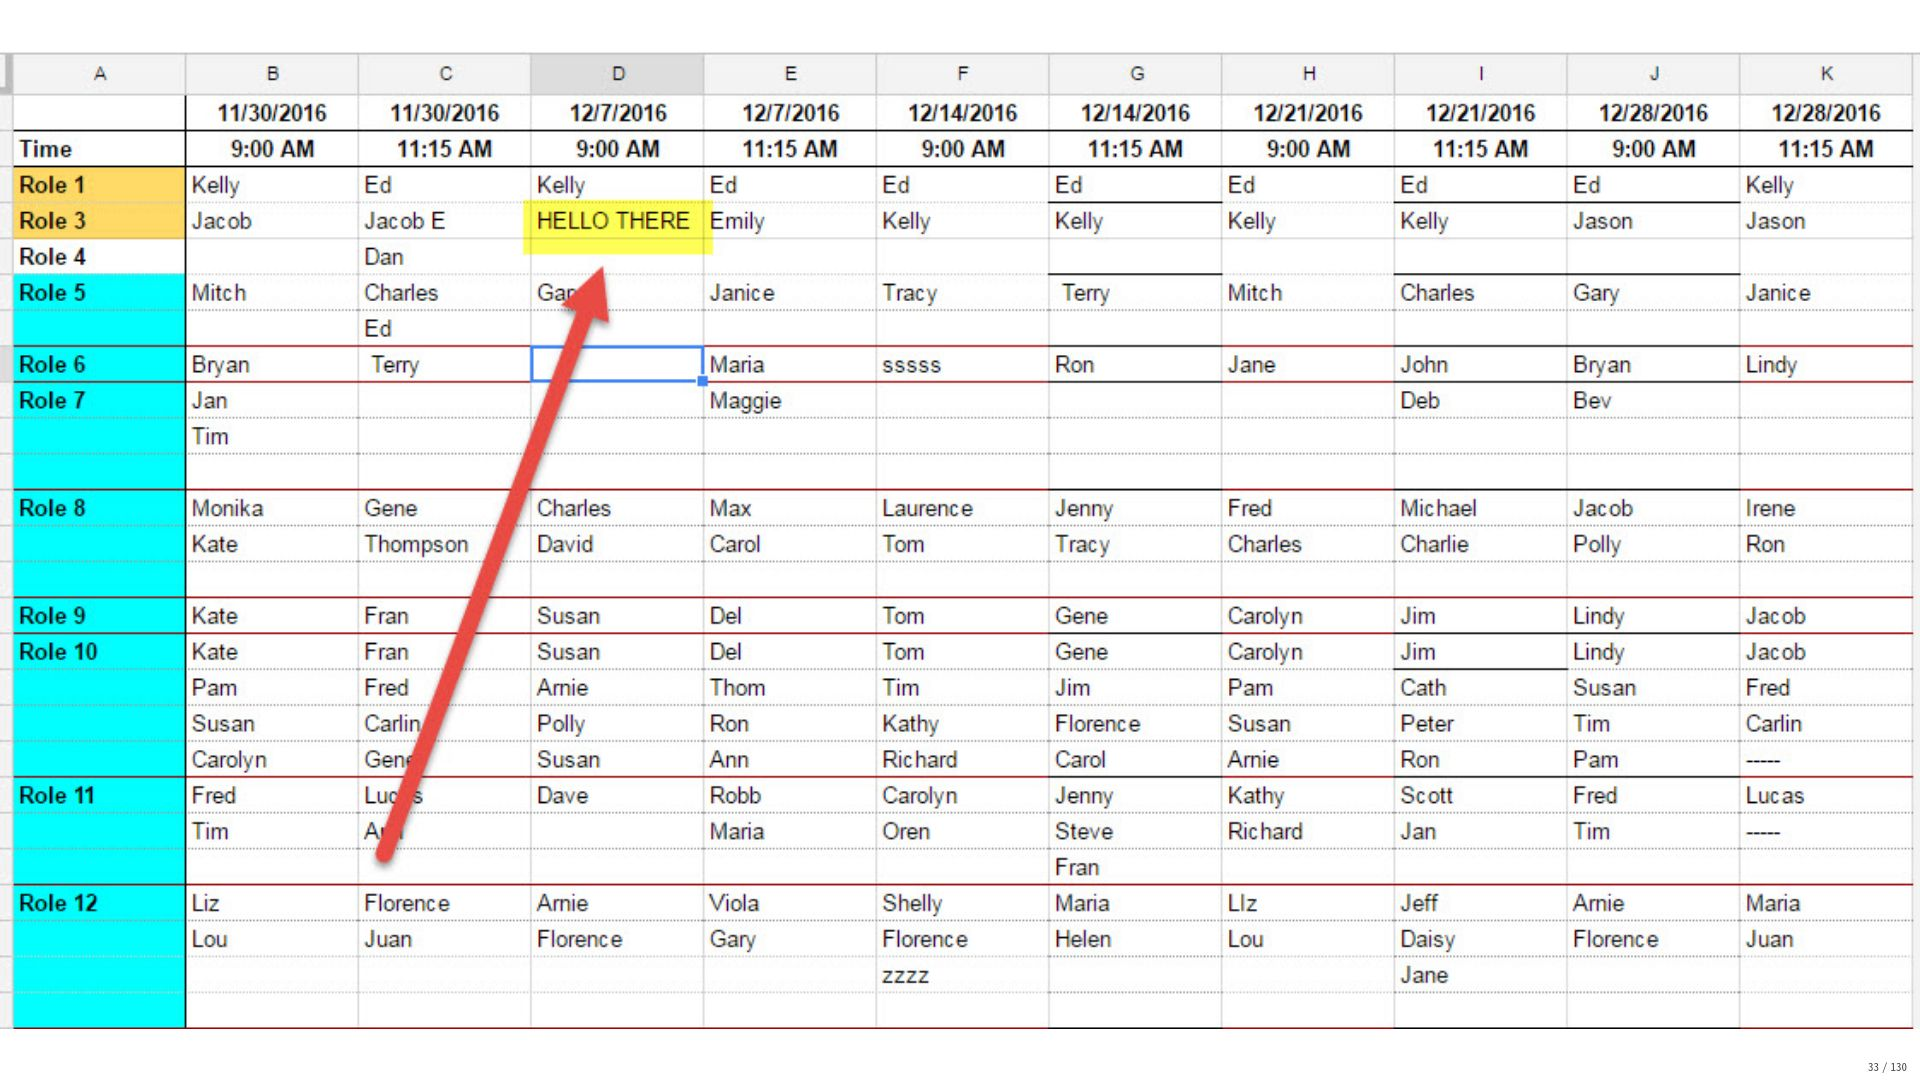 A B C D E F G H I J K
11/30/2016 11/30/2016 12/7/2016 12/7/2016 12/14/2016 12/14/2016 12/21/2016 12/21/2016 12/28/2016 12/28/2016
Time 9:00 AM 11:15 AM 9:00 AM 11:15 AM 9:00 AM 11:15 AM 9:00 AM 11:15 AM 9:00 AM 11:15 AM
Role 1 Kelly Ed Kelly Ed Ed Ed Ed Ed Ed Kelly
Role 3 Jacob Jacob E HELLO THERE Emily Kelly Kelly Kelly Kelly Jason Jason
Role 4 Dan
Role 5 Mitch Charles Janice Tracy Terry Mitch Charles Gary Janice
Ed
Role 6 Bryan Terry Maria sssss Ron Jane John Bryan Lindy
Role 7 Jan Maggie Deb Bev
Tim
Role 8 Monika Gene Charles Max Laurence Jenny Fred Michael Jacob Irene
Kate Thompson David Carol Tom Tracy Charles Charlie Polly Ron
Role 9 Kate Fran Susan Del Tom Gene Carolyn Jim Lindy Jacob
Role 10 Kate Fran Susan Del Tom Gene Carolyn Jim Lindy Jacob
Pam Fred Arnie Thom Tim Jim Pam Cath Susan Fred
Susan Carlin Polly Ron Kathy Florence Susan Peter Tim Carlin
Carolyn Gene Susan Ann Richard Carol Arnie Ron Pam -----
Role 11 Fred Lucas Dave Robb Carolyn Jenny Kathy Scott Fred Lucas
Tim Maria Oren Steve Richard Jan Tim -----
Fran
Role 12 Liz Florence Arnie Viola Shelly Maria LIz Jeff Arnie Maria
Lou Juan Florence Gary Florence Helen Lou Daisy Florence Juan
zzzz Jane
33 / 130